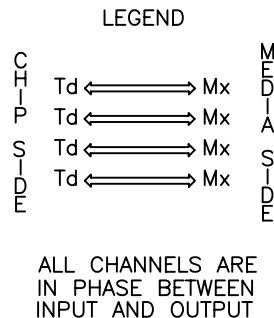 LEGEND
CHIP SIDE
MEDIA SIDE
Td Mx
Td Mx
Td Mx
Td Mx
ALL CHANNELS ARE
IN PHASE BETWEEN
INPUT AND OUTPUT